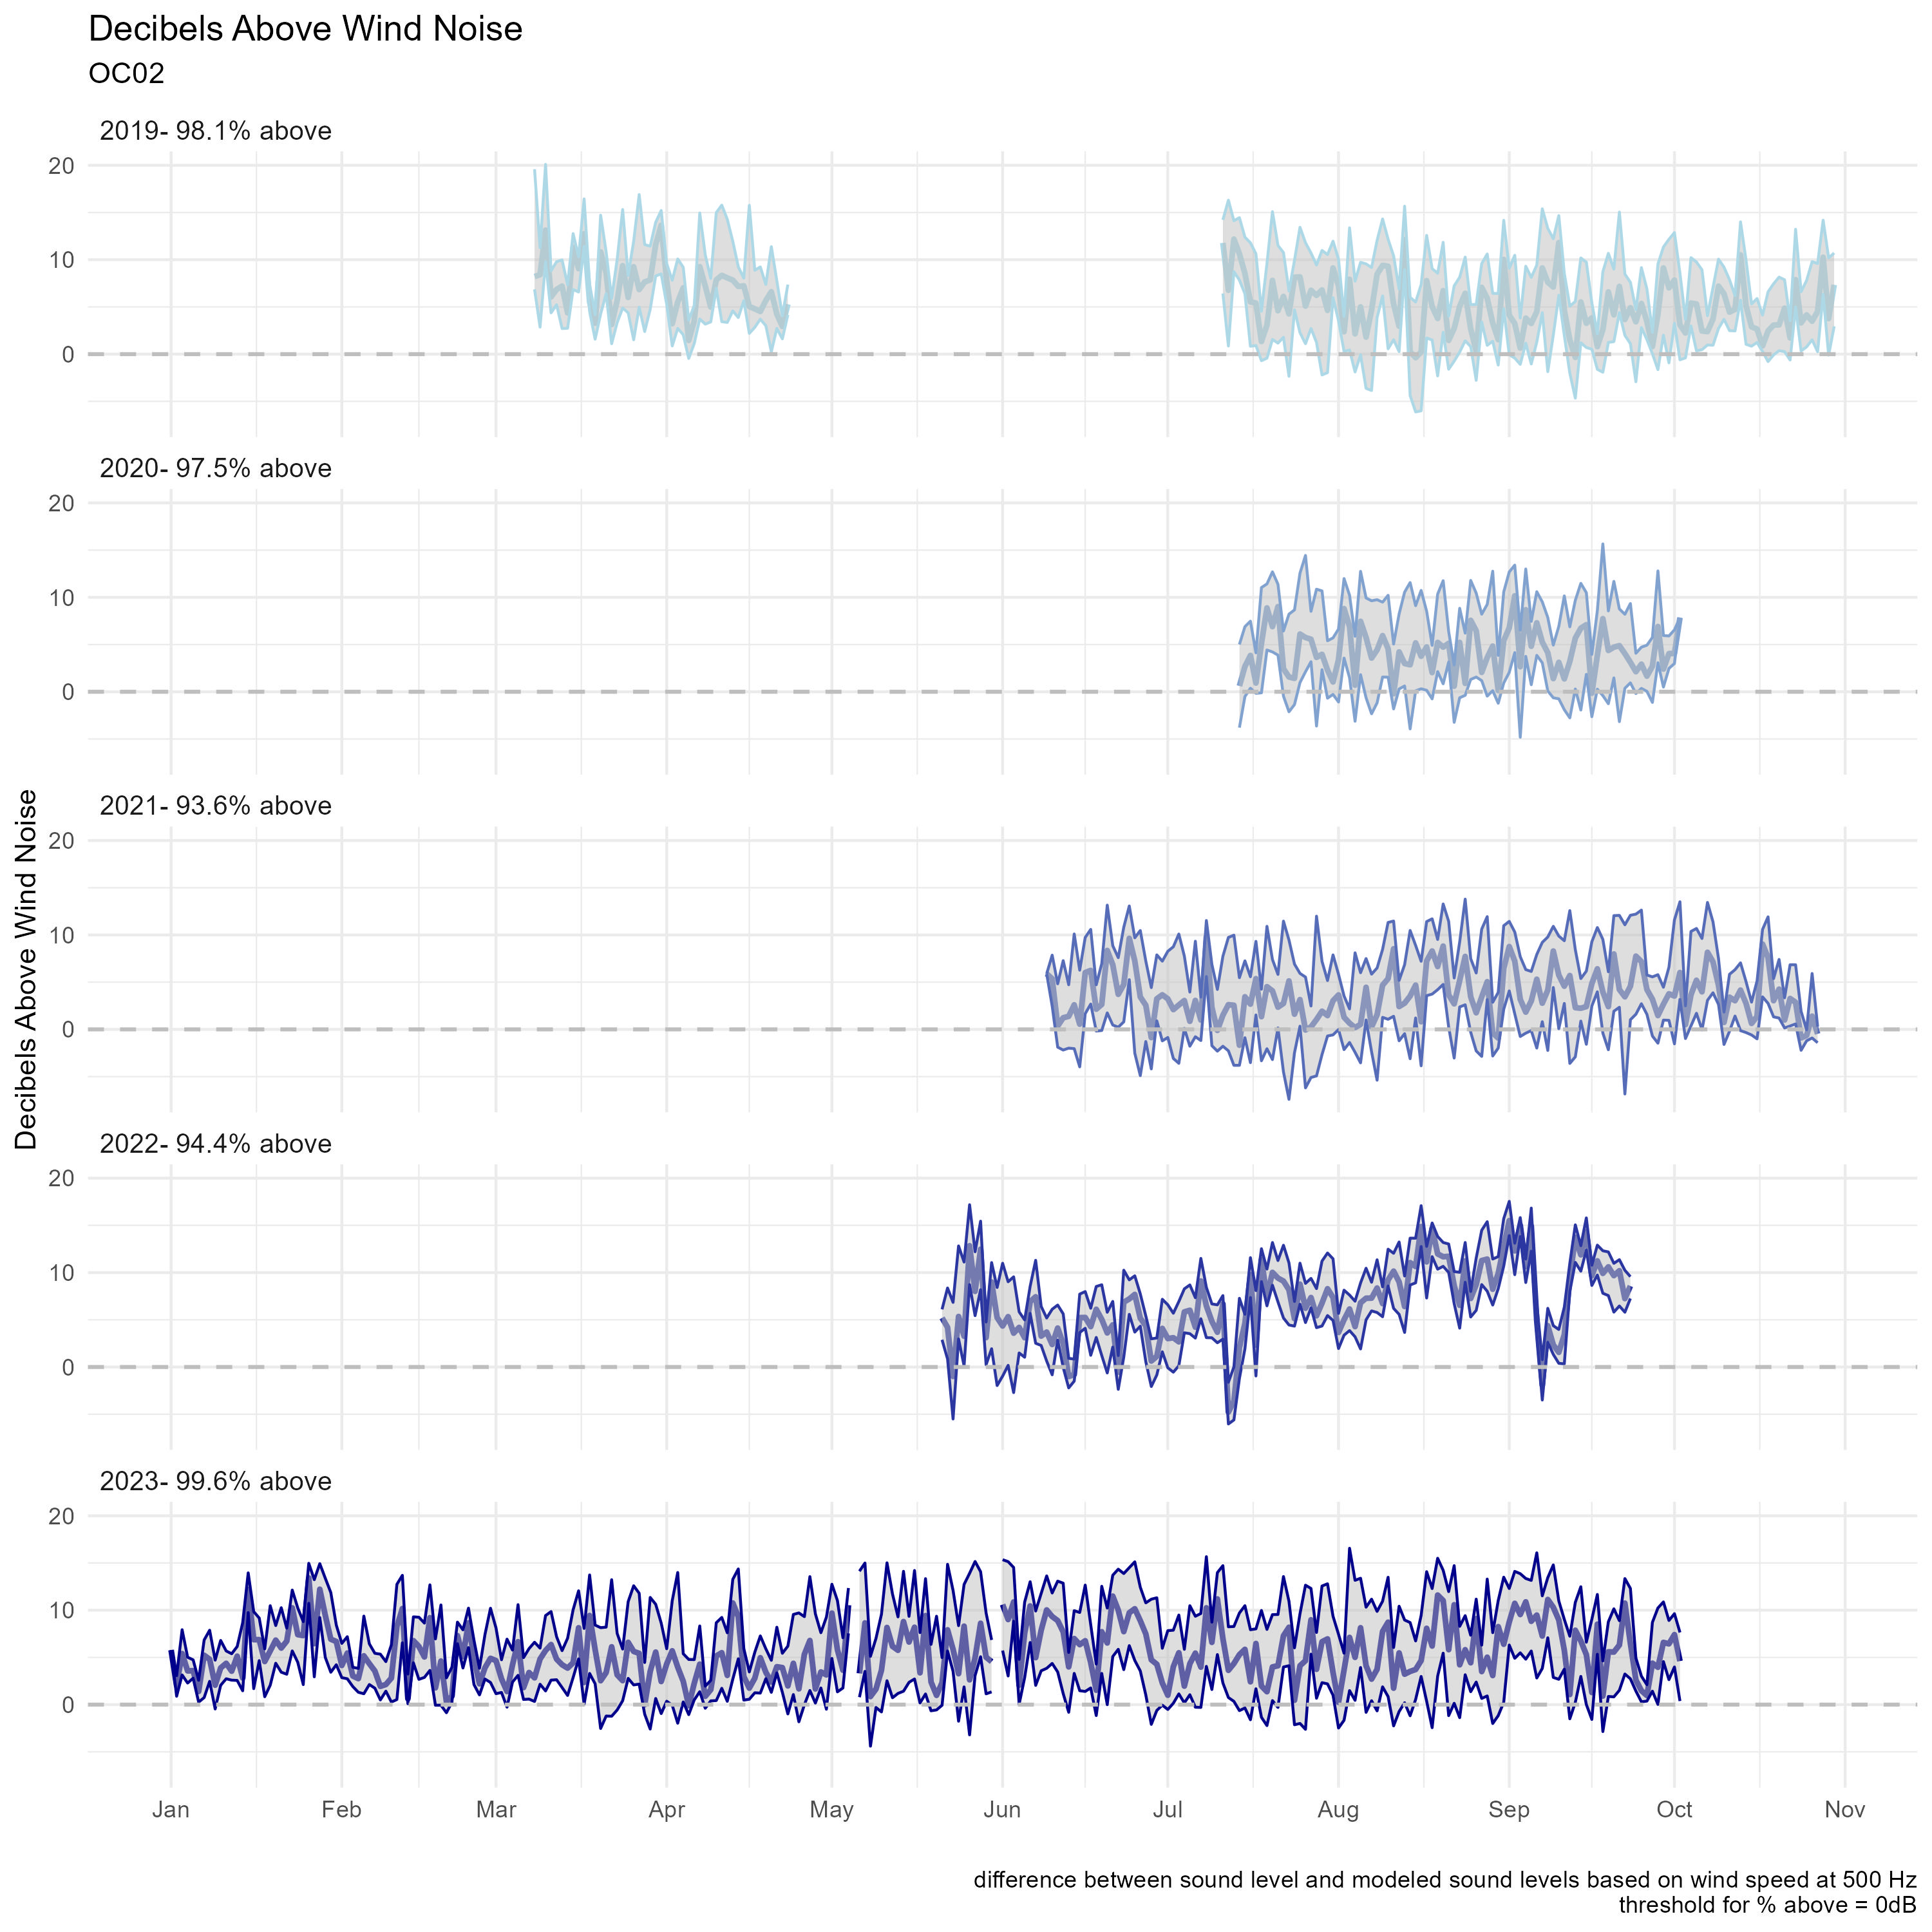 Decibels Above Wind Noise
OC02
2019- 98.1% above
20
10
0
2020- 97.5% above
20
10
0
2021- 93.6% above
20
10
0
Decibels Above Wind Noise
2022- 94.4% above
20
10
0
2023- 99.6% above
20
10
0
Jan Feb Mar Apr May Jun Jul Aug Sep Oct Nov
difference between sound level and modeled sound levels based on wind speed at 500 Hz
threshold for % above = 0dB